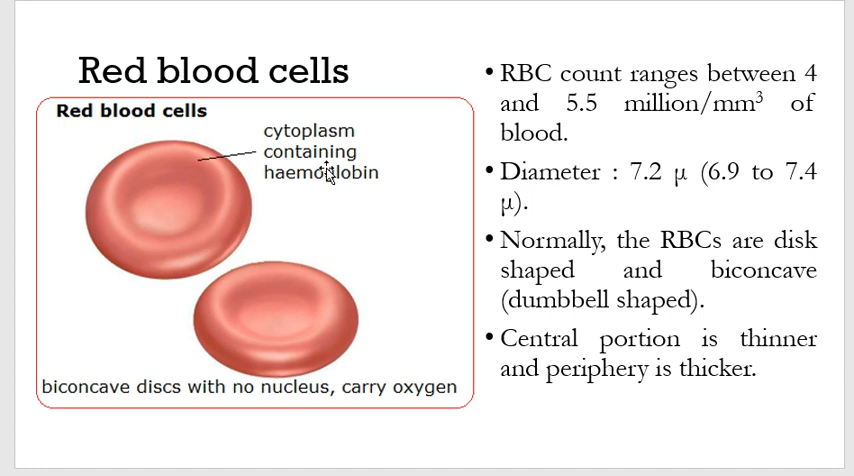 Red blood cells
Red blood cells
cytoplasm
containing
haemoglobin
biconcave discs with no nucleus, carry oxygen
• RBC count ranges between 4
and 5.5 million/mm³ of
blood.
• Diameter : 7.2 μ (6.9 to 7.4
μ).
• Normally, the RBCs are disk
shaped and biconcave
(dumbbell shaped).
• Central portion is thinner
and periphery is thicker.